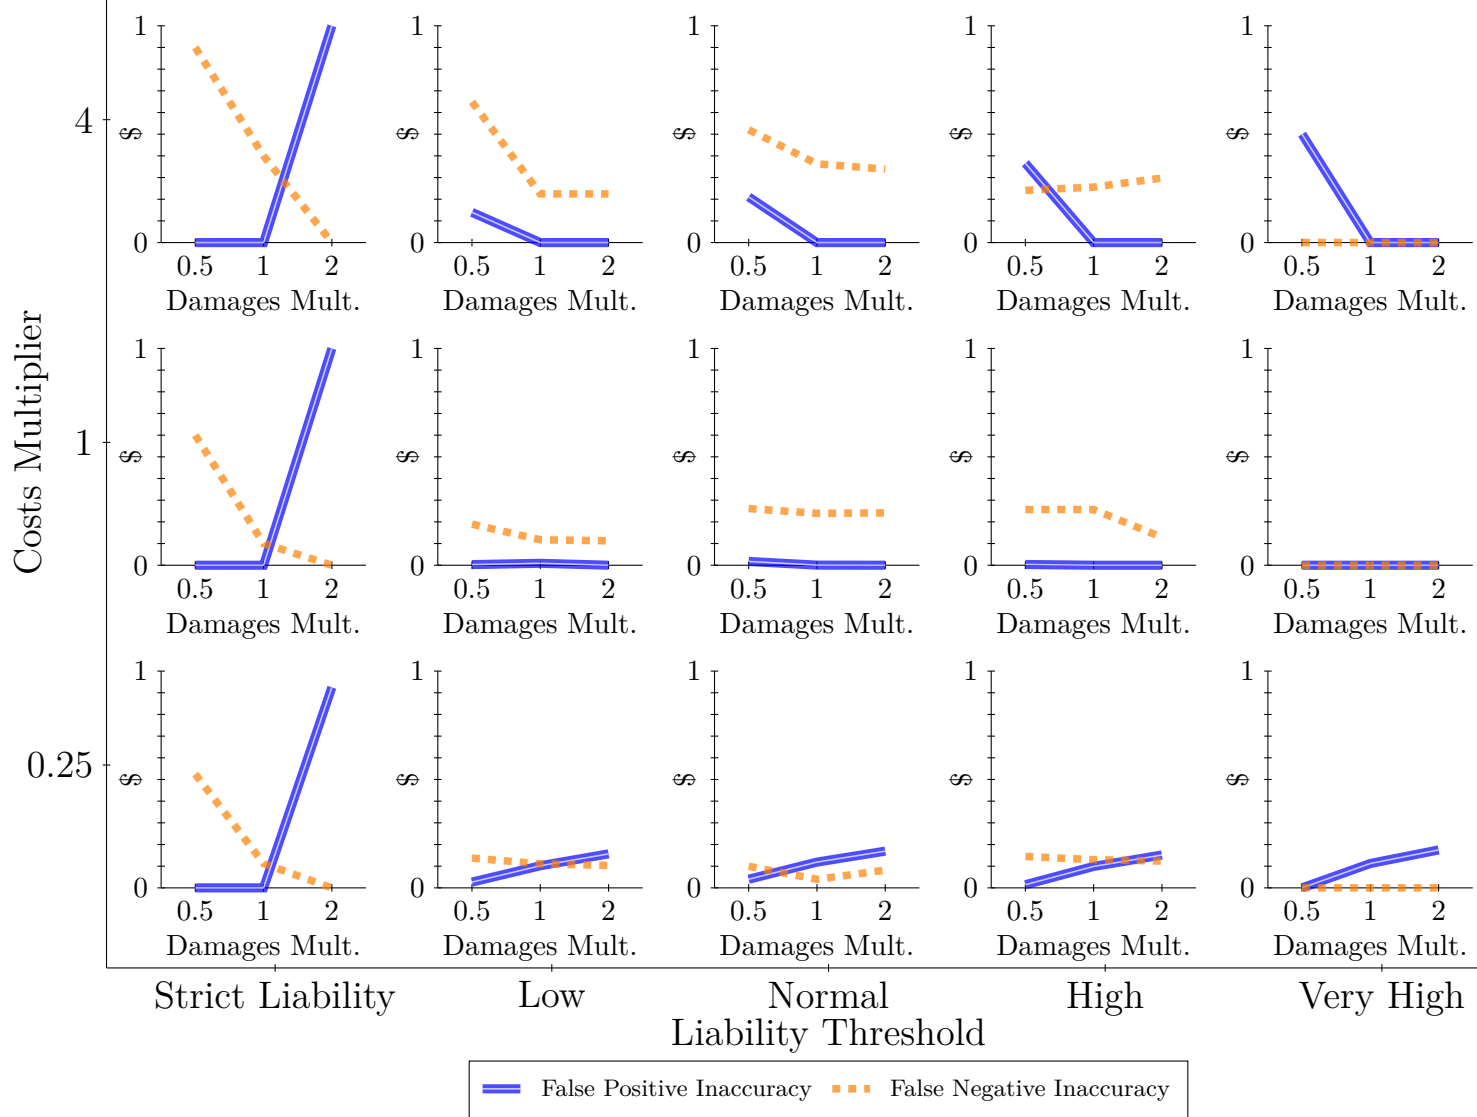 Costs Multiplier
4
1
0
$
0.5 1 2
Damages Mult.
1
0
$
0.5 1 2
Damages Mult.
1
0
$
0.5 1 2
Damages Mult.
1
0
$
0.5 1 2
Damages Mult.
1
0
$
0.5 1 2
Damages Mult.
1
1
0
$
0.5 1 2
Damages Mult.
1
0
$
0.5 1 2
Damages Mult.
1
0
$
0.5 1 2
Damages Mult.
1
0
$
0.5 1 2
Damages Mult.
1
0
$
0.5 1 2
Damages Mult.
0.25
1
0
$
0.5 1 2
Damages Mult.
1
0
$
0.5 1 2
Damages Mult.
1
0
$
0.5 1 2
Damages Mult.
1
0
$
0.5 1 2
Damages Mult.
1
0
$
0.5 1 2
Damages Mult.
Strict Liability Low Normal High Very High
Liability Threshold
False Positive Inaccuracy False Negative Inaccuracy